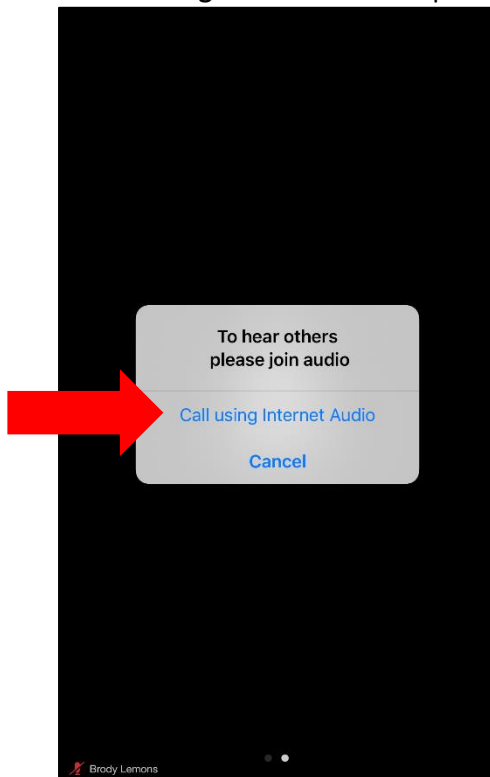 To hear others
please join audio
Call using Internet Audio
Cancel
Brody Lemons